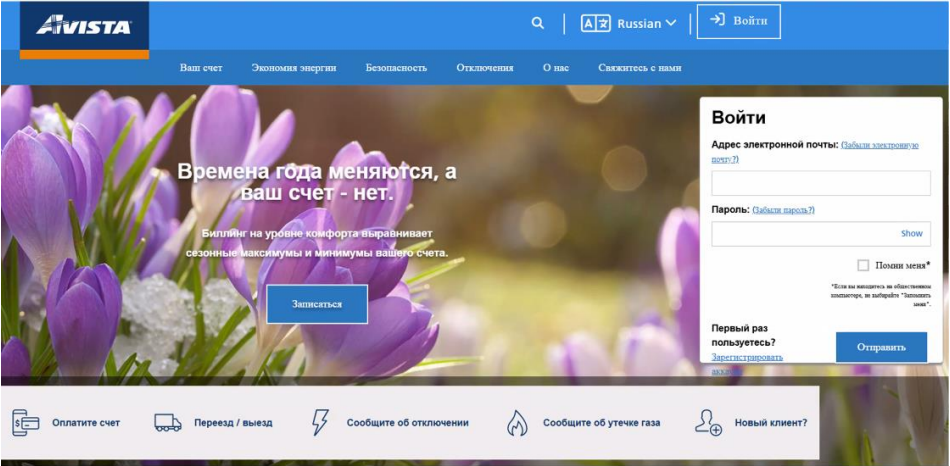 AVISTA
Russian
Войти
Ваш счет Экономия энергии Безопасность Отключения О нас Свяжитесь с нами
Времена года меняются, а
ваш счет - нет.
Биллинг на уровне комфорта выравнивает
сезонные максимумы и минимумы вашего счета.
Записаться
Войти
Адрес электронной почты: (Забыли электронную
почту?)
Пароль: (Забыли пароль?)
Show
Помни меня*
*Если вы находитесь на общественном
компьютере, не выбирайте "Запомнить
меня".
Первый раз
пользуетесь?
Зарегистрировать
Отправить
Оплатите счет Переезд / выезд Сообщите об отключении Сообщите об утечке газа Новый клиент?